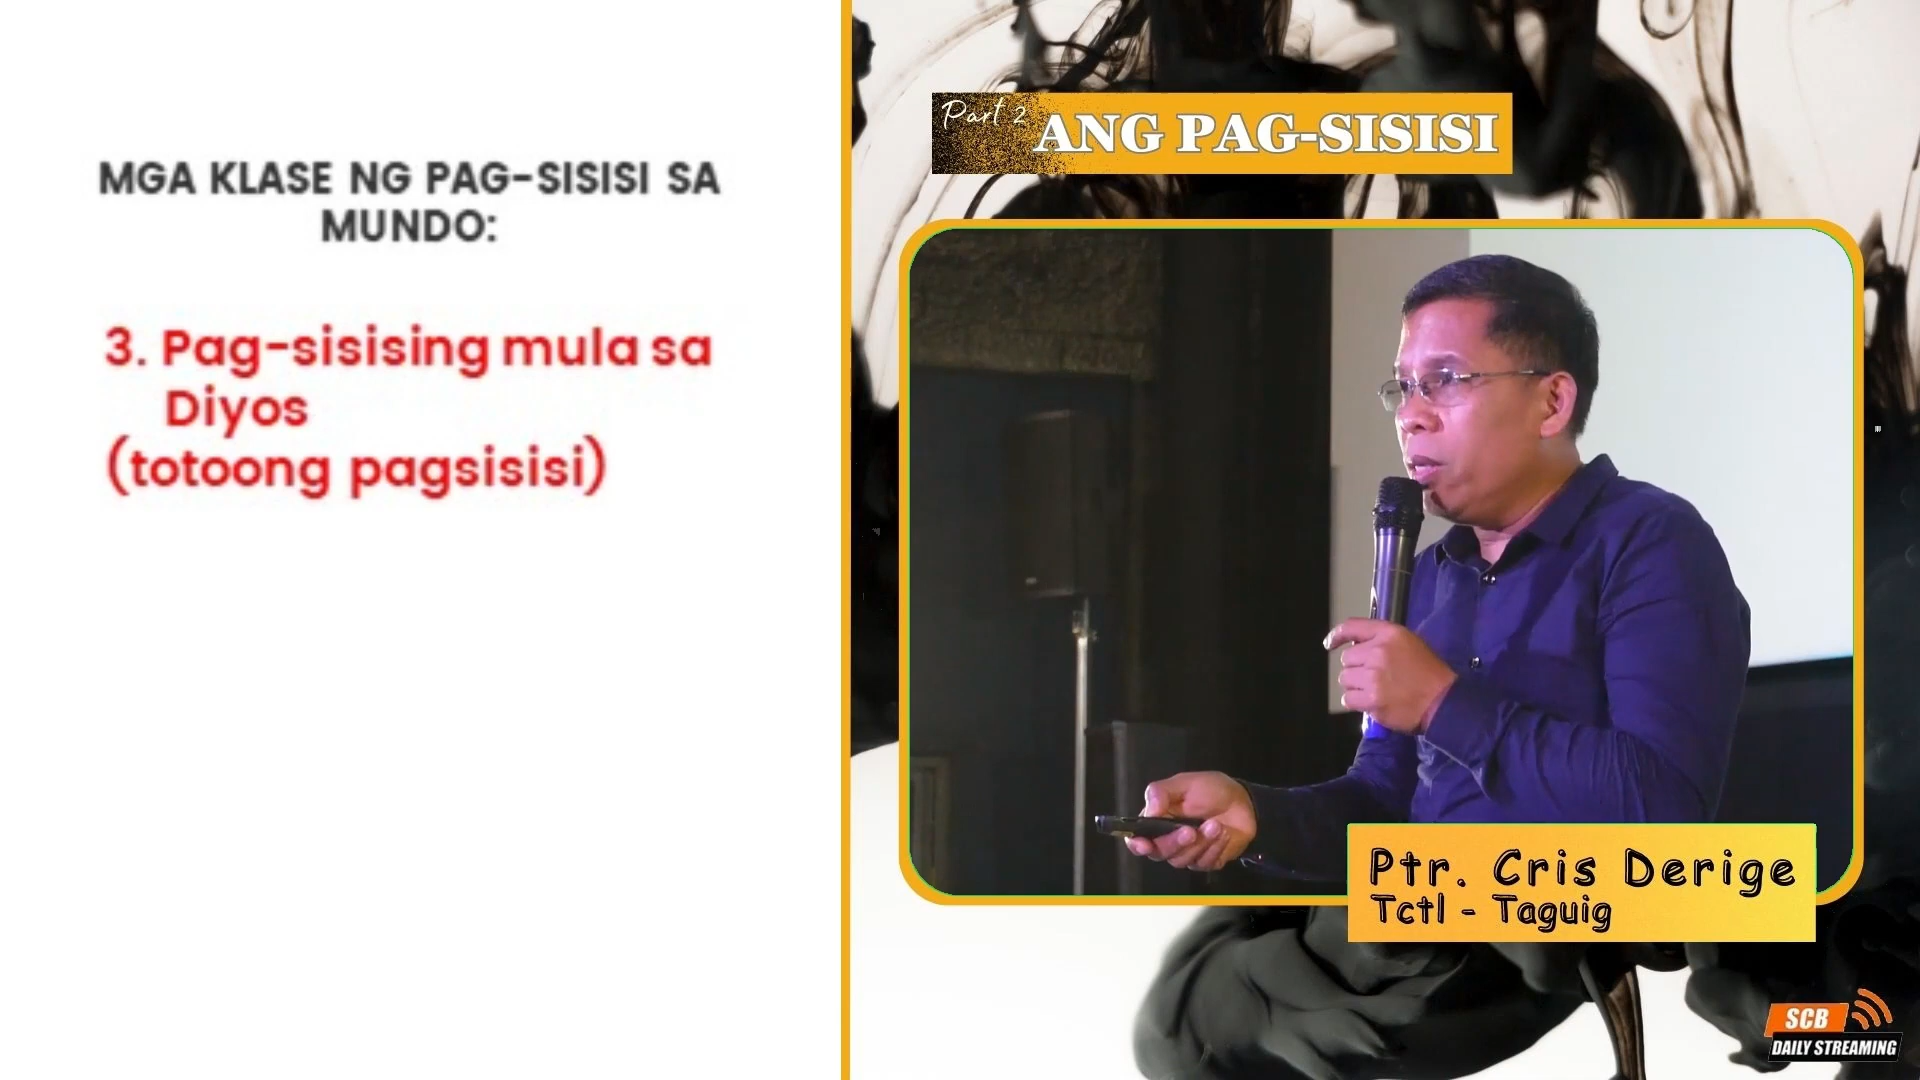 MGA KLASE NG PAG-SISISI SA
MUNDO:
3. Pag-sisising mula sa
Diyos
(totoong pagsisisi)
Part 2
ANG PAG-SISISI
Ptr. Cris Derige
Tctl - Taguig
SCB
DAILY STREAMING